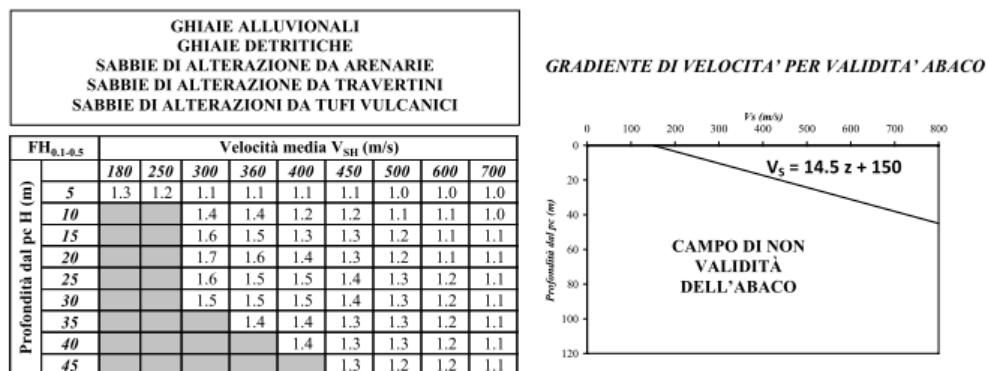 GHIAIE ALLUVIONALI
GHIAIE DETRITICHE
SABBIE DI ALTERAZIONE DA ARENARIE
SABBIE DI ALTERAZIONE DA TRAVERTINI
SABBIE DI ALTERAZIONI DA TUFI VULCANICI
FH0.1-0.5 Velocità media VSH (m/s)
180 250 300 360 400 450 500 600 700
Profondità dal pc H (m)
5 1.3 1.2 1.1 1.1 1.1 1.1 1.0 1.0 1.0
10 1.4 1.4 1.2 1.2 1.1 1.1 1.0
15 1.6 1.5 1.3 1.3 1.2 1.1 1.1
20 1.7 1.6 1.4 1.3 1.2 1.1 1.1
25 1.6 1.5 1.5 1.4 1.3 1.2 1.1
30 1.5 1.5 1.5 1.4 1.3 1.2 1.1
35 1.4 1.4 1.3 1.3 1.2 1.1
40 1.4 1.3 1.3 1.2 1.1
45 1.3 1.2 1.2 1.1
GRADIENTE DI VELOCITA' PER VALIDITA' ABACO
Vs (m/s)
0 100 200 300 400 500 600 700 800
Profondità dal pc (m)
0
20
40
60
80
100
120
VS = 14.5 z + 150
CAMPO DI NON
VALIDITÀ
DELL'ABACO